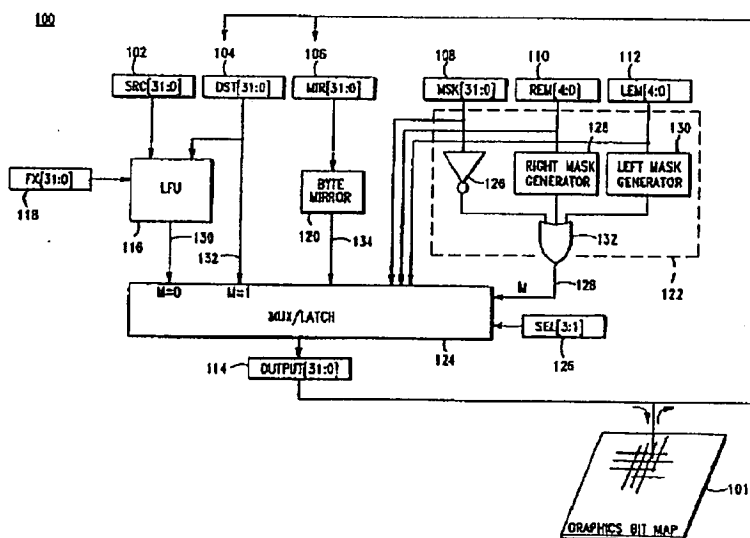 100
102
104
106
108
110
112
SRC[31:0]
DST[31:0]
MIR[31:0]
MSK[31:0]
REM[4:0]
LEM[4:0]
FX[31:0]
118
LFU
116
BYTE
MIRROR
120
126
RIGHT MASK
GENERATOR
128
LEFT MASK
GENERATOR
130
132
122
130
132
134
M=0
M=1
M
128
MUX/LATCH
124
SEL[3:1]
126
114
OUTPUT[31:0]
101
GRAPHICS BIT MAP